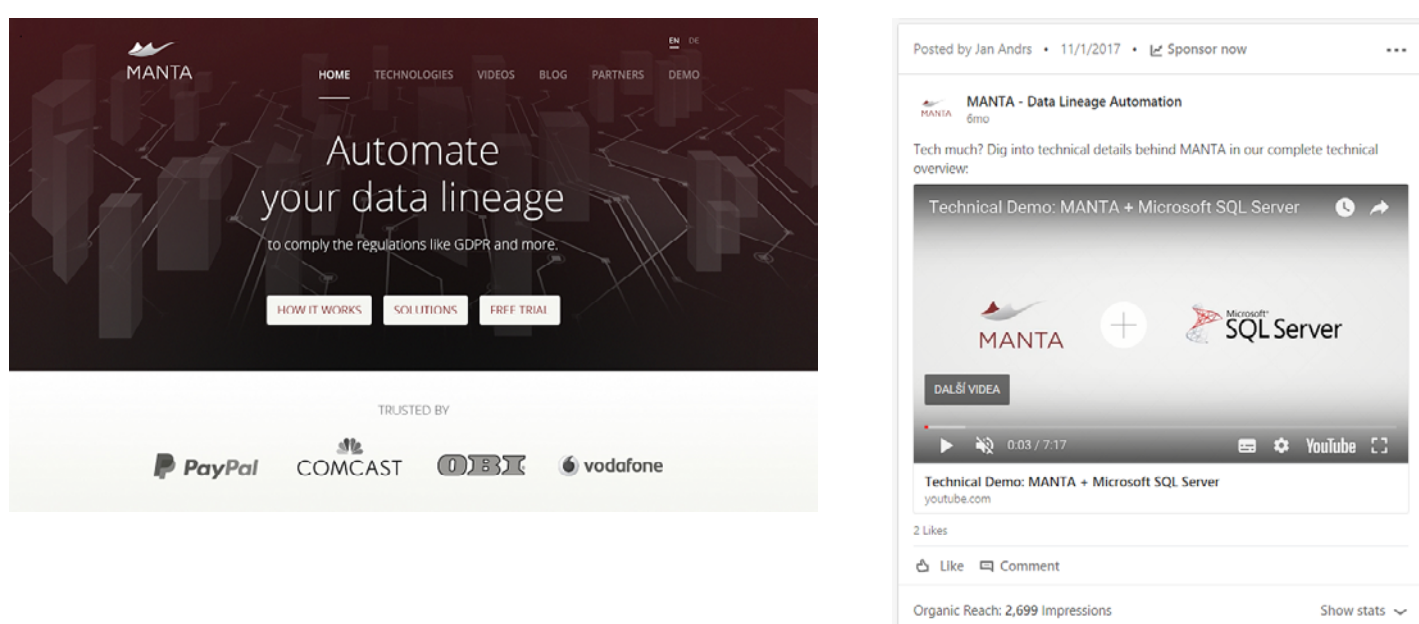 MANTA
EN DE
HOME TECHNOLOGIES VIDEOS BLOG PARTNERS DEMO
Automate
your data lineage
to comply the regulations like GDPR and more.
HOW IT WORKS SOLUTIONS FREE TRIAL
TRUSTED BY
PayPal COMCAST OBI vodafone
Posted by Jan Andrs • 11/1/2017 • Sponsor now
MANTA
MANTA - Data Lineage Automation
6mo
Tech much? Dig into technical details behind MANTA in our complete technical
overview:
Technical Demo: MANTA + Microsoft SQL Server
MANTA
Microsoft
SQL Server
DALŠÍ VIDEA
0:03 / 7:17 YouTube
Technical Demo: MANTA + Microsoft SQL Server
youtube.com
2 Likes
Like Comment
Organic Reach: 2,699 Impressions Show stats